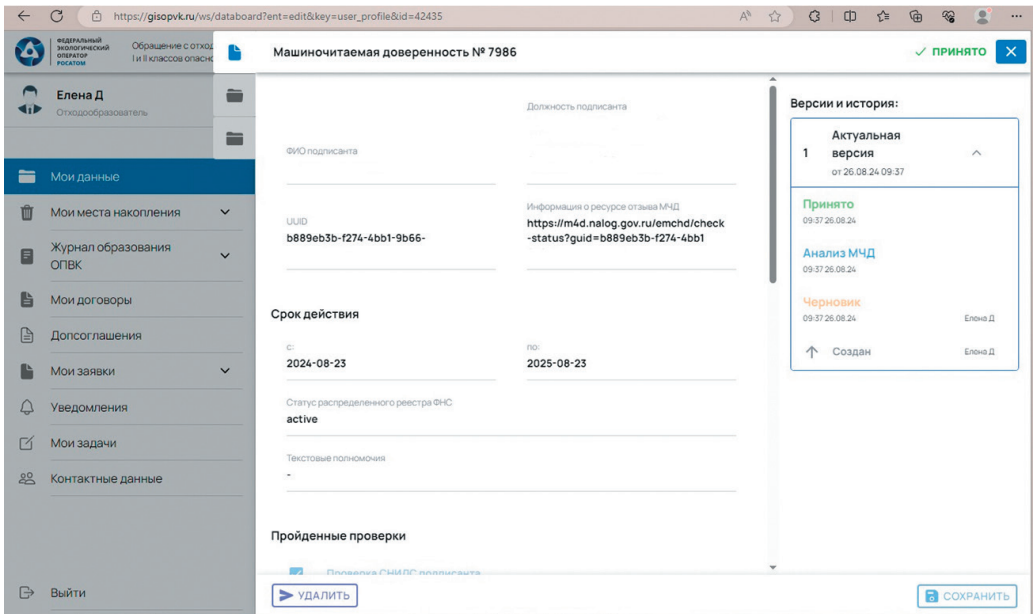 https://gisopvk.ru/ws/databoard?ent=edit&key=user_profile&id=42435
ФЕДЕРАЛЬНЫЙ
ЭКОЛОГИЧЕСКИЙ
ОПЕРАТОР
РОСАТОМ
Обращение с отход
I и II классов опасно
Машиночитаемая доверенность № 7986
ПРИНЯТО
Елена Д
Отходообразователь
Мои данные
Мои места накопления
Журнал образования
ОПВК
Мои договоры
Допсоглашения
Мои заявки
Уведомления
Мои задачи
Контактные данные
Выйти
Должность подписанта
ФИО подписанта
UUID
b889eb3b-f274-4bb1-9b66-
Информация о ресурсе отзыва МЧД
https://m4d.nalog.gov.ru/emchd/check
-status?guid=b889eb3b-f274-4bb1
Срок действия
с:
2024-08-23
по:
2025-08-23
Статус распределенного реестра ФНС
active
Текстовые полномочия
-
Пройденные проверки
Проверка СНИЛС подписанта
УДАЛИТЬ
СОХРАНИТЬ
Версии и история:
1
Актуальная
версия
от 26.08.24 09:37
Принято
09:37 26.08.24
Анализ МЧД
09:37 26.08.24
Черновик
09:37 26.08.24 Елена Д
Создан Елена Д